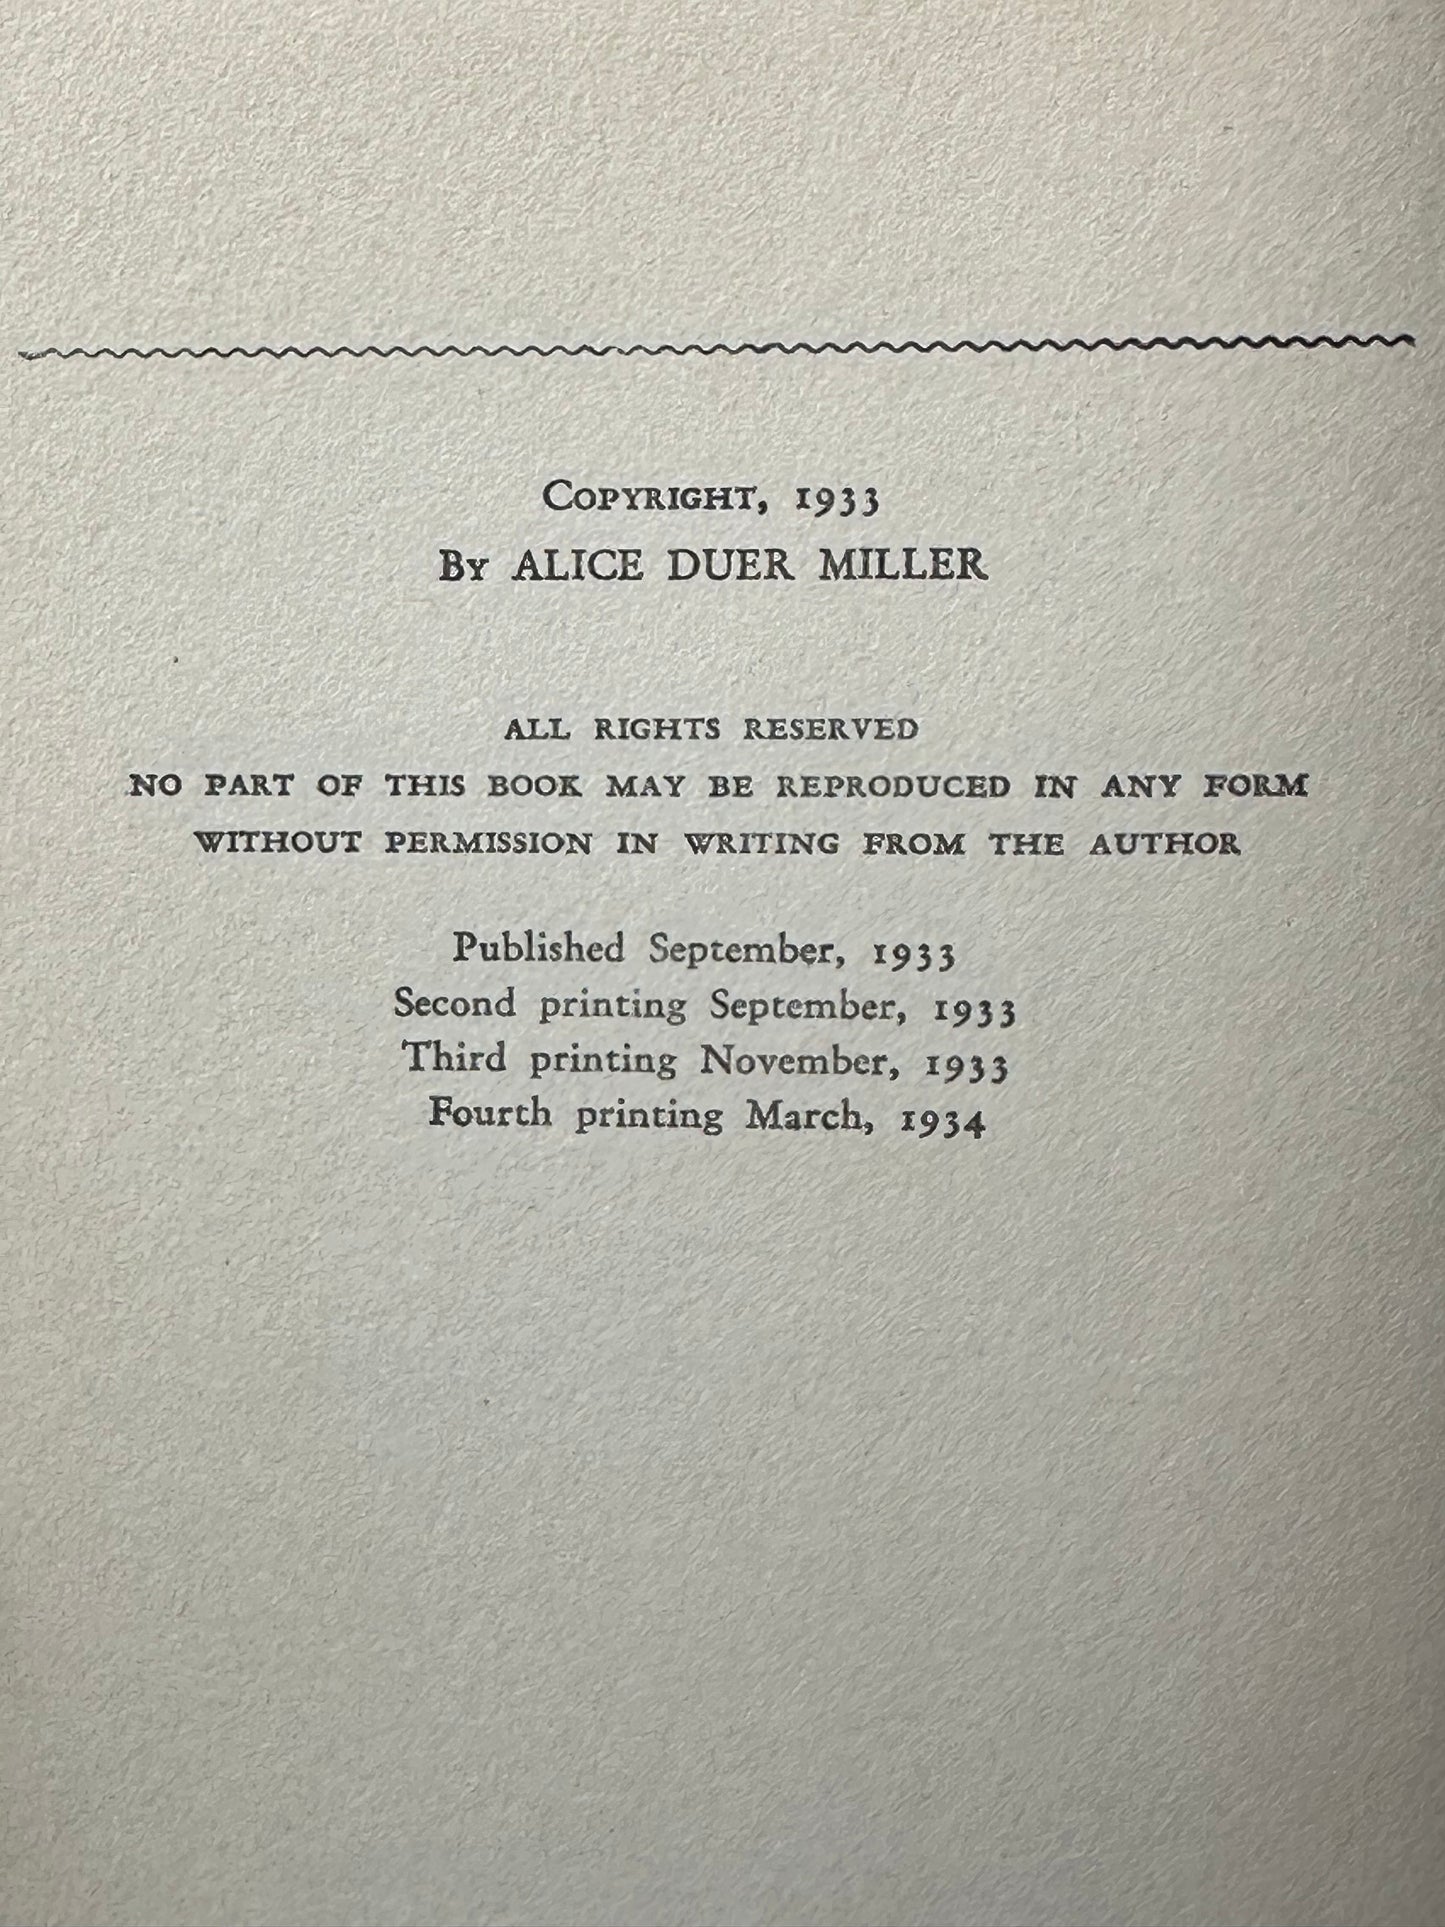 Copyright, 1933
By ALICE DUER MILLER
ALL RIGHTS RESERVED
NO PART OF THIS BOOK MAY BE REPRODUCED IN ANY FORM
WITHOUT PERMISSION IN WRITING FROM THE AUTHOR
Published September, 1933
Second printing September, 1933
Third printing November, 1933
Fourth printing March, 1934